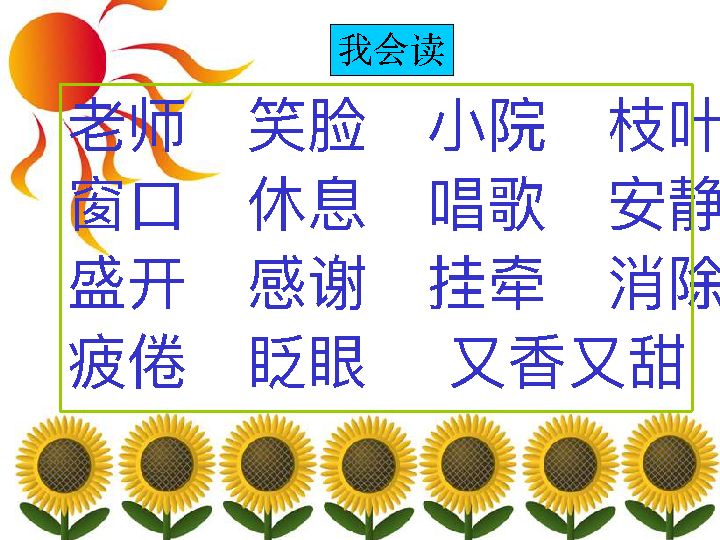 我会读
老师 笑脸 小院 枝叶
窗口 休息 唱歌 安静
盛开 感谢 挂牵 消除
疲倦 眨眼 又香又甜